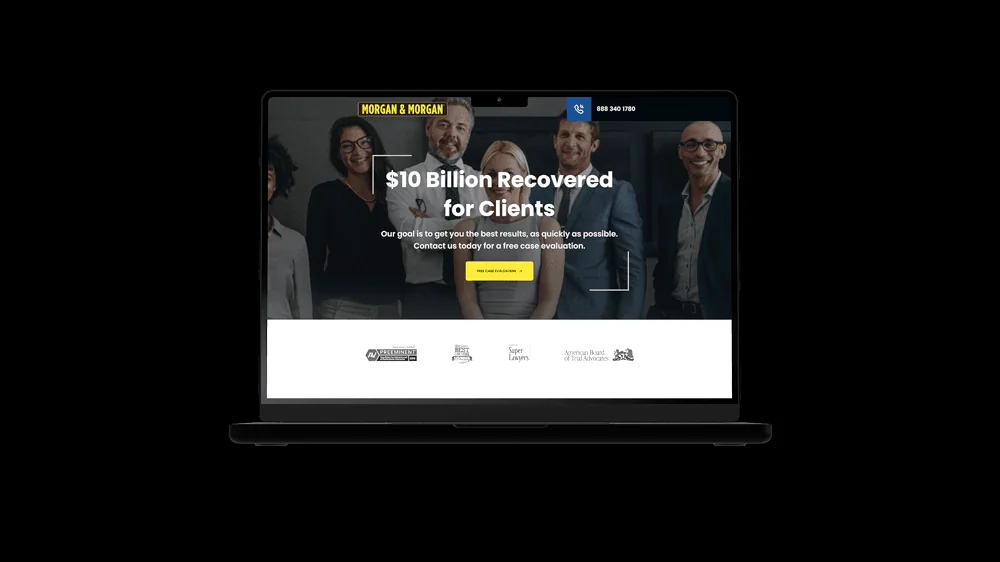 MORGAN & MORGAN
888 340 1780
$10 Billion Recovered
for Clients
Our goal is to get you the best results, as quickly as possible.
Contact us today for a free case evaluation.
FREE CASE EVALUATION
AV PREEMINENT
BEST
Super
Lawyers
American Board
of Trial Advocates